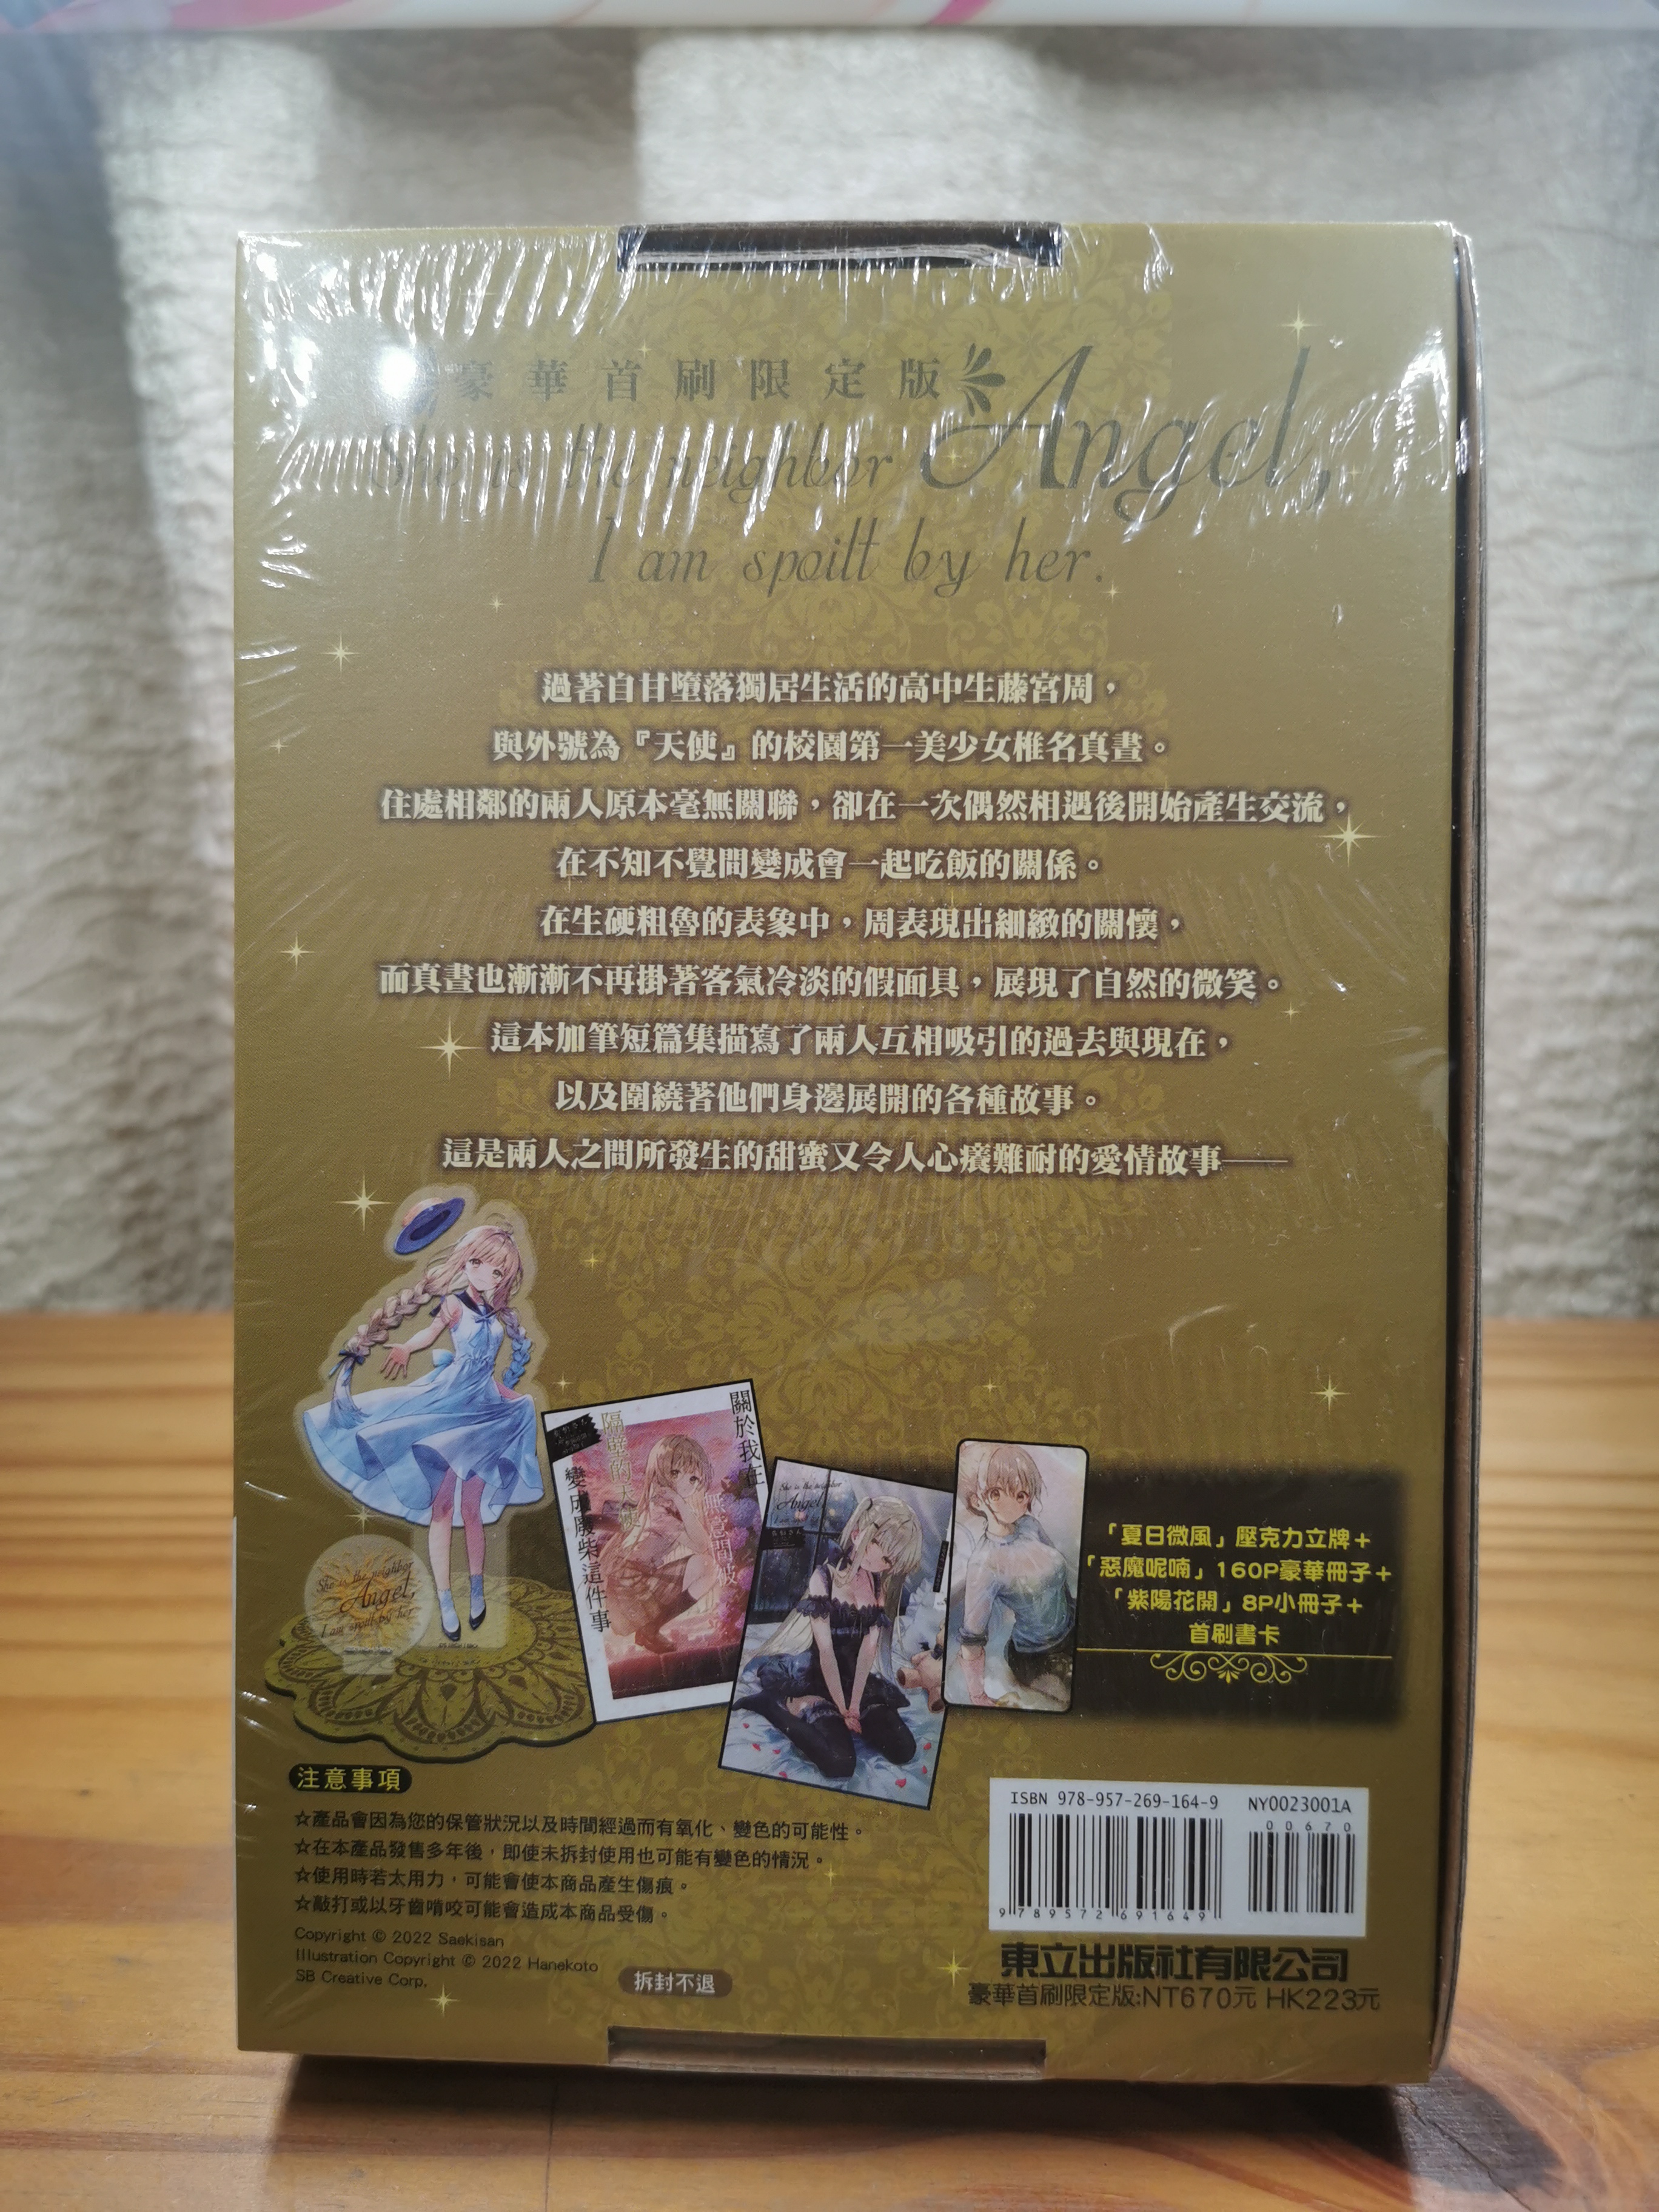 豪華首刷限定版
She is the neighbor Angel,
I am spoilt by her.
過著自甘墮落獨居生活的高中生藤宮周，
與外號為『天使』的校園第一美少女椎名真晝。
住處相鄰的兩人原本毫無關聯，卻在一次偶然相遇後開始產生交流，
在不知不覺間變成會一起吃飯的關係。
在生硬粗魯的表象中，周表現出細緻的關懷，
而真晝也漸漸不再掛著客氣冷淡的假面具，展現了自然的微笑。
這本加筆短篇集描寫了兩人互相吸引的過去與現在，
以及圍繞著他們身邊展開的各種故事。
這是兩人之間所發生的甜蜜又令人心癢難耐的愛情故事——
She is the neighbor
Angel,
I am spoilt by her.
關於我在
無意間被
隔壁的天使
變成廢柴這件事
She is the neighbor
Angel,
「夏日微風」壓克力立牌＋
「惡魔呢喃」160P豪華冊子＋
「紫陽花開」8P小冊子＋
首刷書卡
注意事項
☆產品會因為您的保管狀況以及時間經過而有氧化、變色的可能性。
☆在本產品發售多年後，即使未拆封使用也可能有變色的情況。
☆使用時若太用力，可能會使本商品產生傷痕。
☆敲打或以牙齒啃咬可能會造成本商品受傷。
Copyright © 2022 Saekisan
Illustration Copyright © 2022 Hanekoto
SB Creative Corp.
拆封不退
ISBN 978-957-269-164-9 NY0023001A
00670
9789572691649
東立出版社有限公司
豪華首刷限定版:NT670元 HK223元